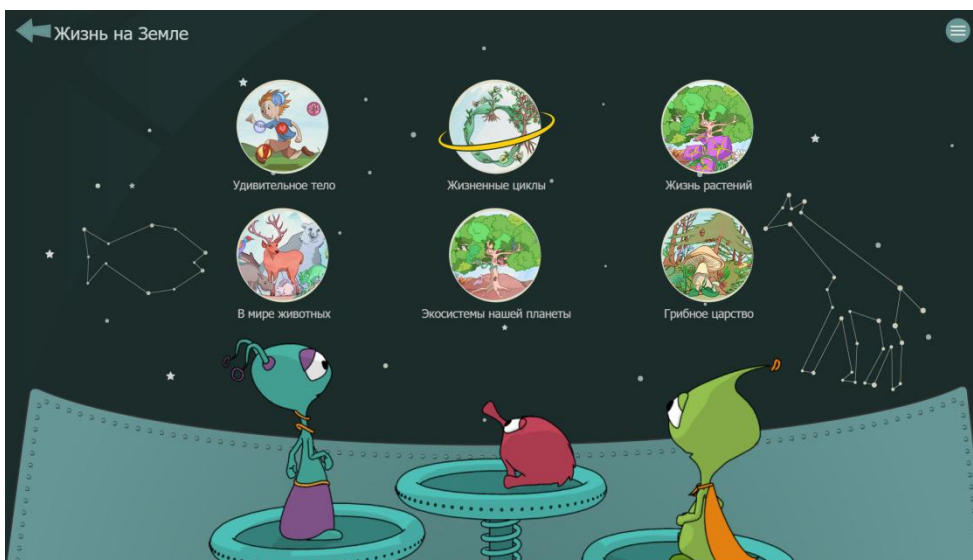 Жизнь на Земле
Удивительное тело
Жизненные циклы
Жизнь растений
В мире животных
Экосистемы нашей планеты
Грибное царство